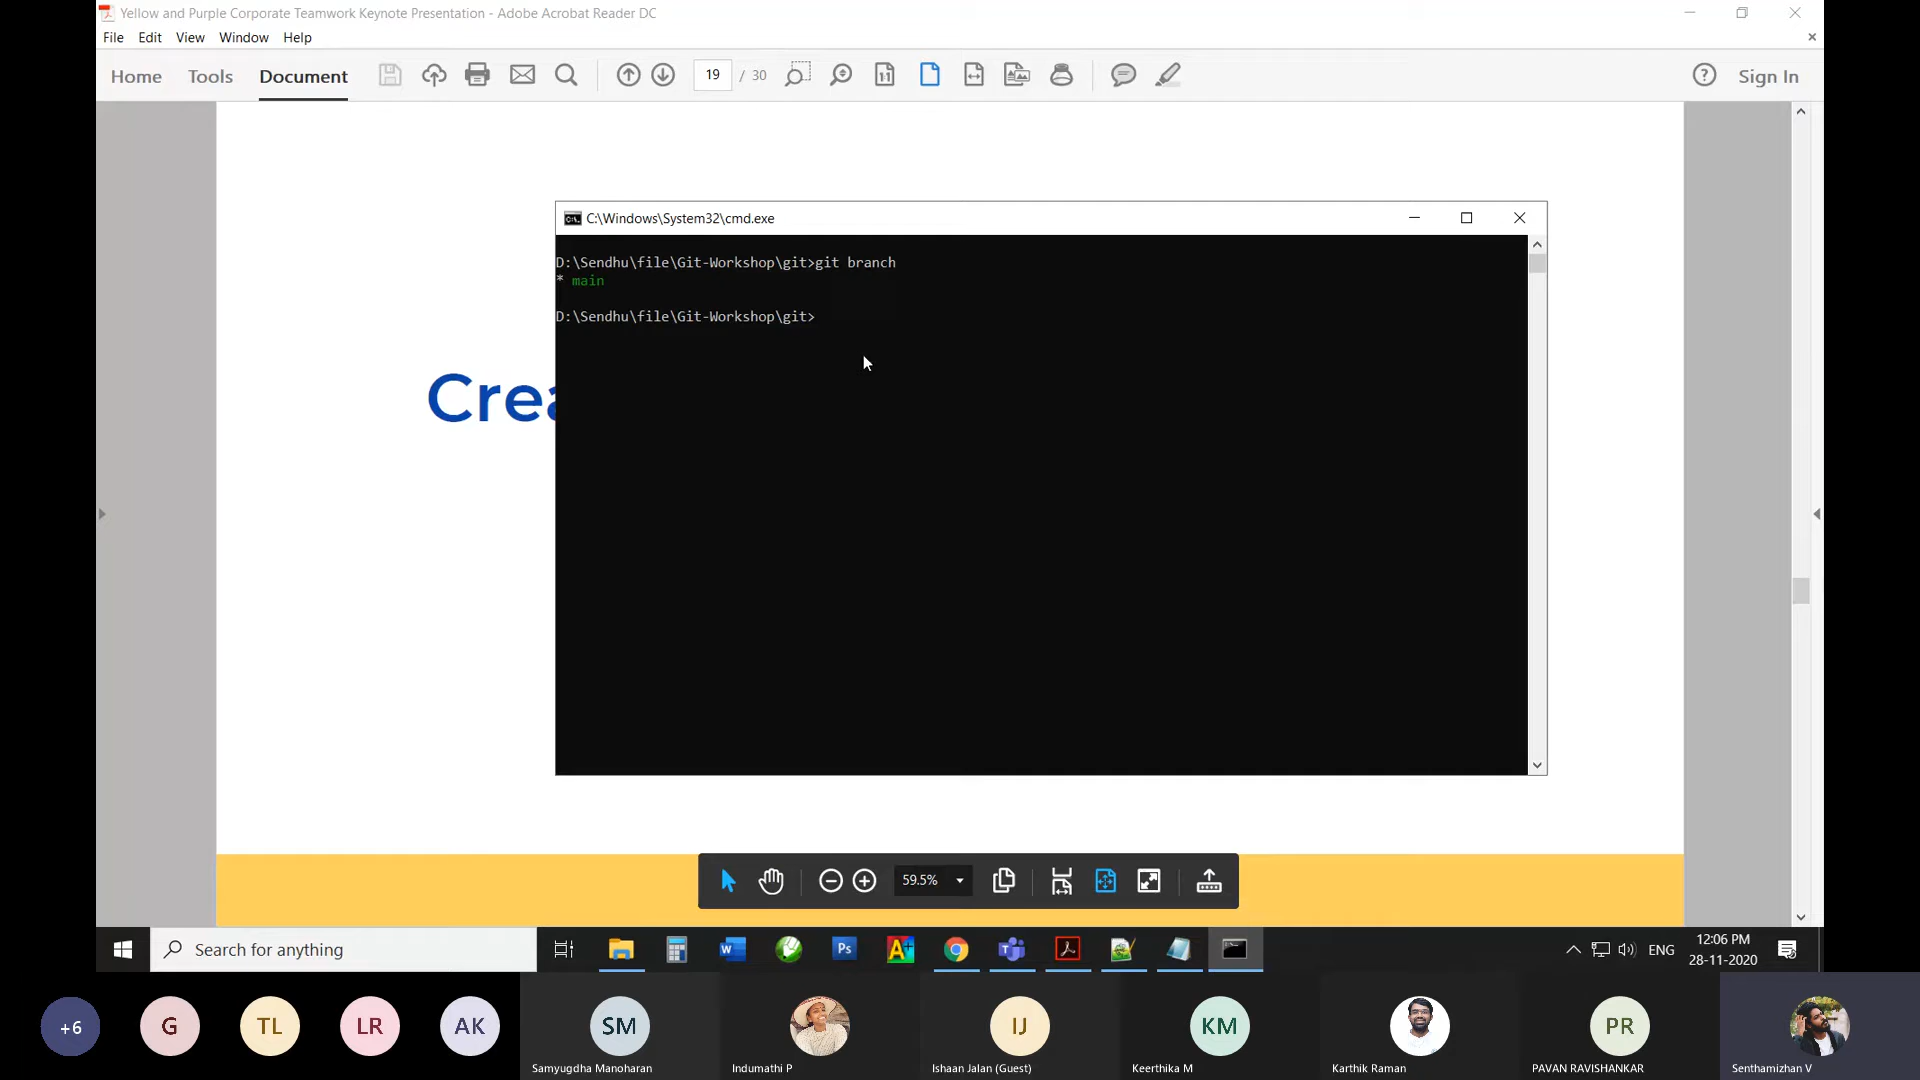 Yellow and Purple Corporate Teamwork Keynote Presentation - Adobe Acrobat Reader DC
File Edit View Window Help
Home Tools Document 19 / 30 Sign In
C:\Windows\System32\cmd.exe
D:\Sendhu\file\Git-Workshop\git>git branch
* main
D:\Sendhu\file\Git-Workshop\git>
Crea
59.5%
Search for anything
ENG
12:06 PM
28-11-2020
+6 G TL LR AK SM IJ KM PR
Samyugdha Manoharan Indumathi P Ishaan Jalan (Guest) Keerthika M Karthik Raman PAVAN RAVISHANKAR Senthamizhan V